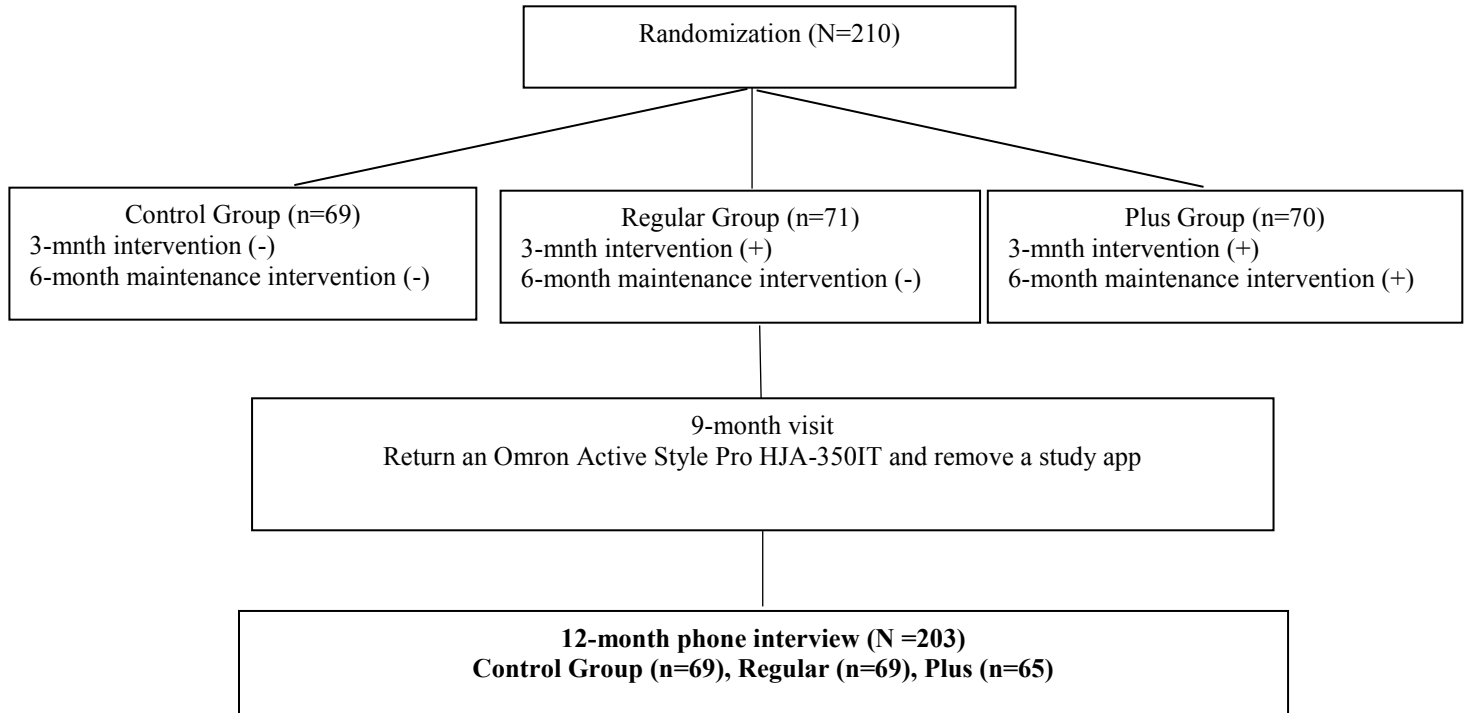 Randomization (N=210)
Control Group (n=69)
3-mnth intervention (-)
6-month maintenance intervention (-)
Regular Group (n=71)
3-mnth intervention (+)
6-month maintenance intervention (-)
Plus Group (n=70)
3-mnth intervention (+)
6-month maintenance intervention (+)
9-month visit
Return an Omron Active Style Pro HJA-350IT and remove a study app
12-month phone interview (N =203)
Control Group (n=69), Regular (n=69), Plus (n=65)